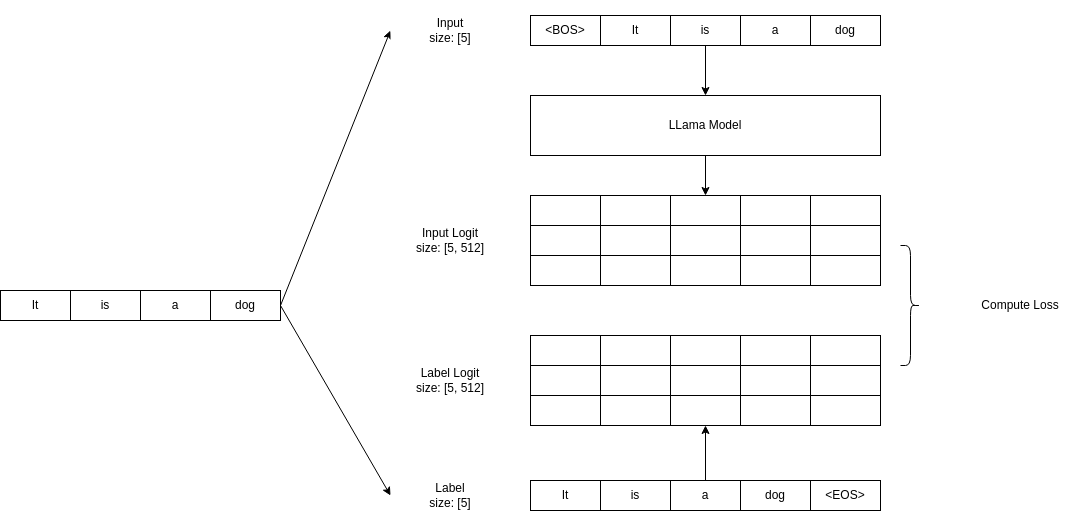 Input
size: [5]
<BOS> It is a dog
LLama Model
Input Logit
size: [5, 512]
It is a dog
Compute Loss
Label Logit
size: [5, 512]
Label
size: [5]
It is a dog <EOS>